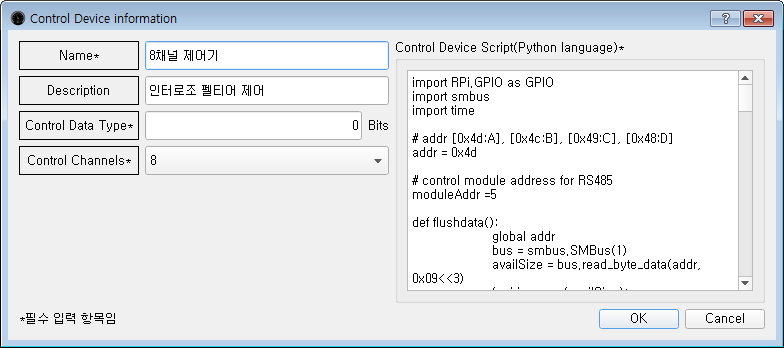 Control Device information
Name* 8채널 제어기
Description 인터로조 펠티어 제어
Control Data Type* 0 Bits
Control Channels* 8
Control Device Script(Python language)*
import RPi.GPIO as GPIO
import smbus
import time
# addr [0x4d:A], [0x4c:B], [0x49:C], [0x48:D]
addr = 0x4d
# control module address for RS485
moduleAddr =5
def flushdata():
global addr
bus = smbus.SMBus(1)
availSize = bus.read_byte_data(addr,
0x09<<3)
*필수 입력 항목임
OK Cancel